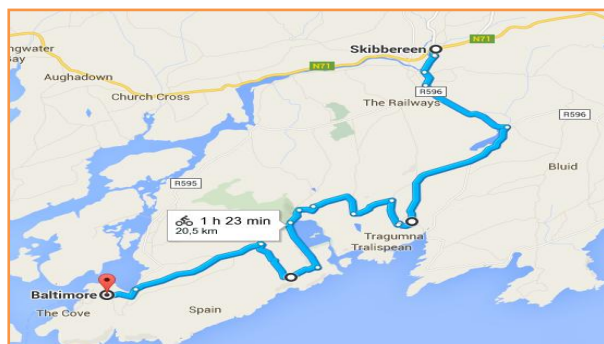 Skibbereen
ngwater
Bay
N71
Aughadown
N71
Church Cross
The Railways
R596
R596
Bluid
R595
1 h 23 min
20,5 km
Tragumna
Tralispean
Baltimore
The Cove
Spain